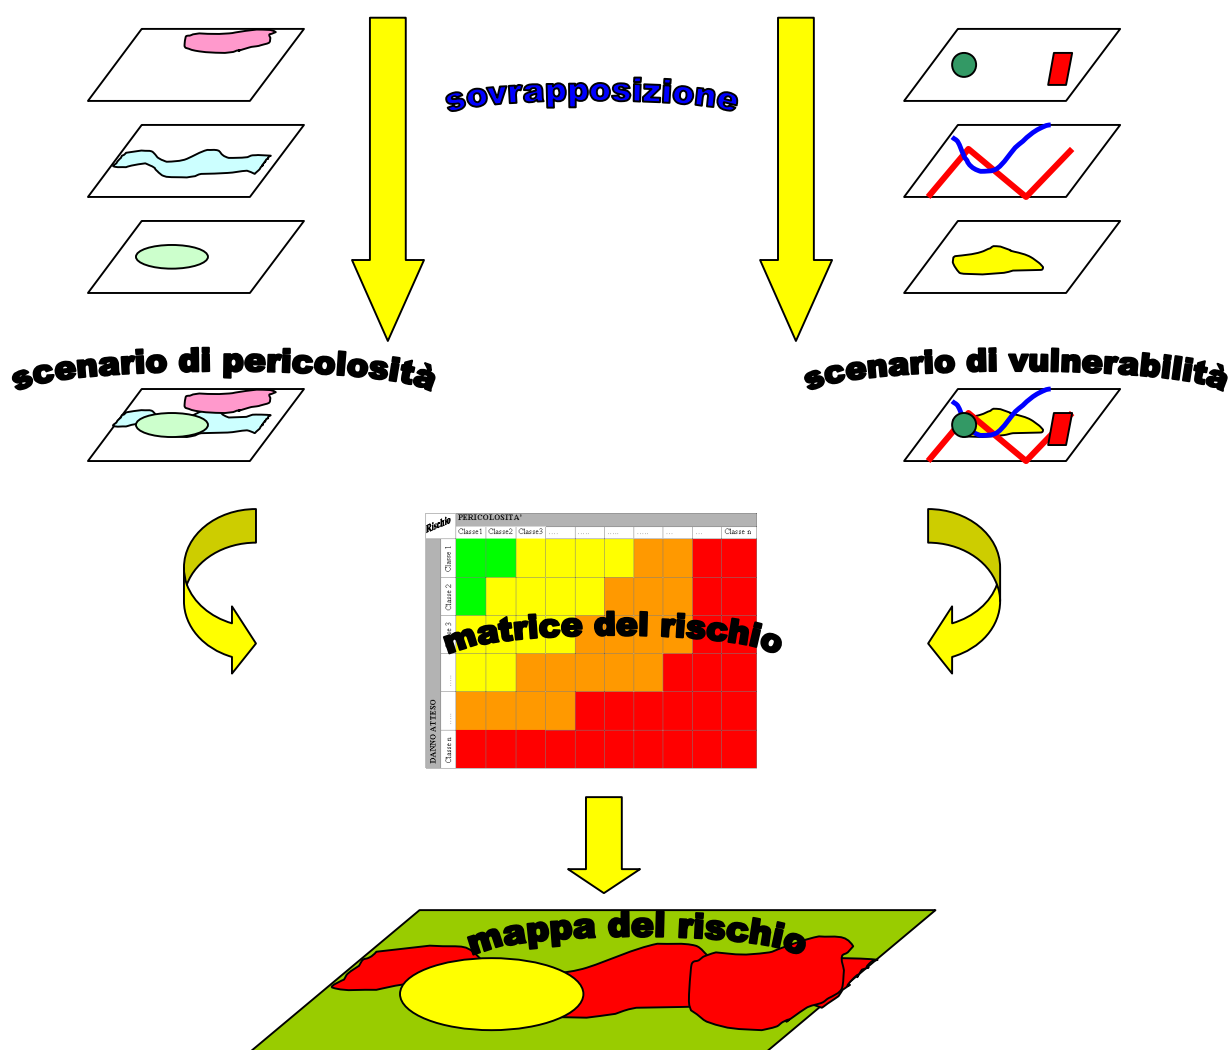 sovrapposizione
scenario di pericolosità
scenario di vulnerabilità
Rischio
PERICOLOSITA'
Classe1 Classe2 Classe3 ..... ...... ...... ...... .... ... Classe n
DANNO ATTESO
Classe 1
Classe 2
e 3
......
......
Classe n
matrice del rischio
mappa del rischio